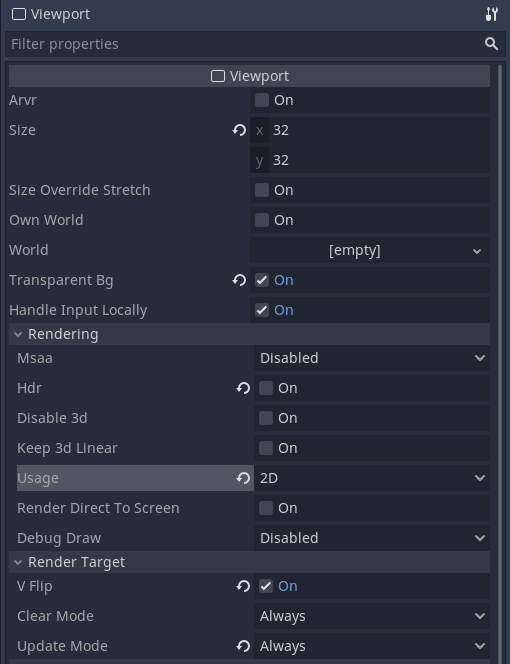 Viewport
Filter properties
Viewport
Arvr On
Size x 32
y 32
Size Override Stretch On
Own World On
World [empty]
Transparent Bg On
Handle Input Locally On
Rendering
Msaa Disabled
Hdr On
Disable 3d On
Keep 3d Linear On
Usage 2D
Render Direct To Screen On
Debug Draw Disabled
Render Target
V Flip On
Clear Mode Always
Update Mode Always